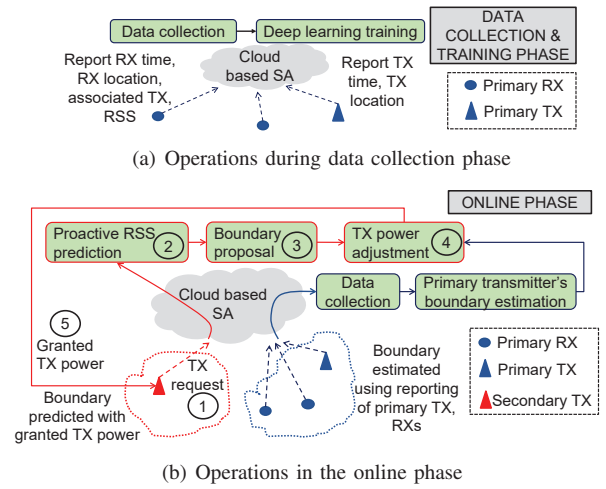 Data collection
Deep learning training
DATA
COLLECTION &
TRAINING PHASE
Report RX time,
RX location,
associated TX,
RSS
Cloud
based SA
Report TX
time, TX
location
Primary RX
Primary TX
(a) Operations during data collection phase
ONLINE PHASE
Proactive RSS
prediction
2
Boundary
proposal
3
TX power
adjustment
4
Cloud based
SA
Data
collection
Primary transmitter's
boundary estimation
5
Granted
TX power
TX
request
1
Boundary
predicted with
granted TX power
Boundary
estimated
using reporting
of primary TX,
RXs
Primary RX
Primary TX
Secondary TX
(b) Operations in the online phase